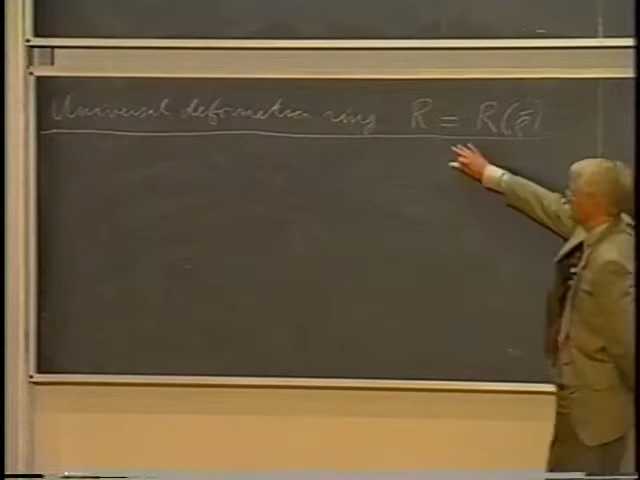 Universal deformation ring R = R(ρ̄)